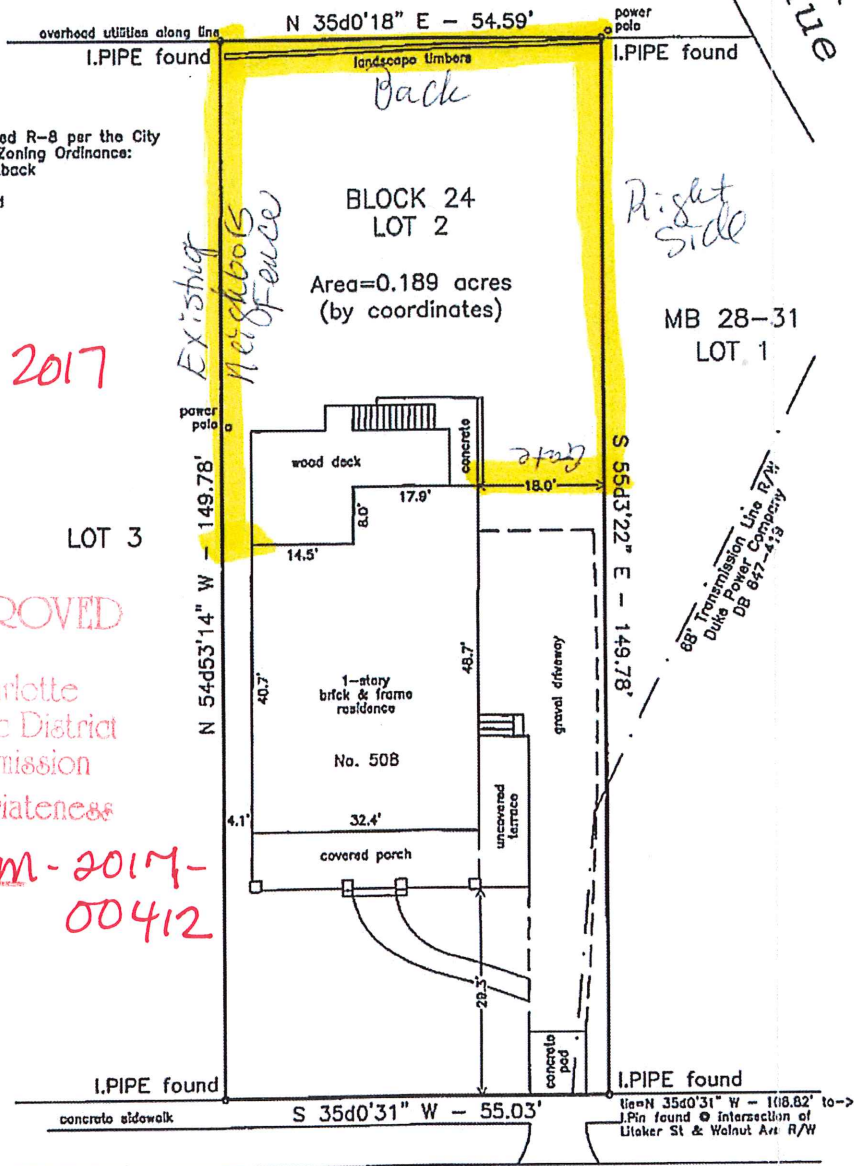 N 35d0'18" E - 54.59'
power
pole
overhead utilities along line
I.PIPE found
I.PIPE found
landscape timbers
Back
ue
ed R-8 per the City
Zoning Ordinance:
back
BLOCK 24
LOT 2
Area=0.189 acres
(by coordinates)
Right
Side
Existing
Neighbors
Fence
MB 28-31
LOT 1
2017
power
pole
wood deck
concrete
Gate
18.0'
17.9'
8.0'
14.5'
N 54d53'14" W - 149.78'
S 55d3'22" E - 149.78'
LOT 3
68' Transmission Line R/W
Duke Power Company
DB 647-419
ROVED
rlotte
c District
mission
riateness
40.7'
48.7'
1-story
brick & frame
residence
No. 508
gravel driveway
uncovered
terrace
4.1'
32.4'
covered porch
M-2017-
00412
29.3'
concrete
pad
I.PIPE found
I.PIPE found
concrete sidewalk
S 35d0'31" W - 55.03'
tie=N 35d0'31" W - 108.82' to->
I.Pin found @ intersection of
Liloker St & Walnut Ave R/W